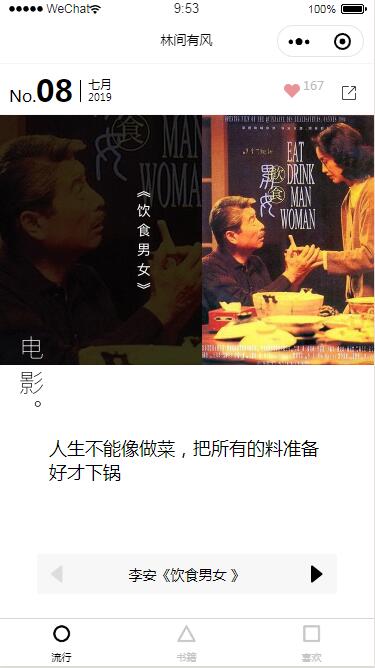 WeChat
9:53
100%
林间有风
No.08
七月
2019
167
《饮食男女》
食
女
MAN
WOMAN
EAT
DRINK
MAN
WOMAN
饮食
男女
电影。
人生不能像做菜，把所有的料准备
好才下锅
李安《饮食男女 》
流行
书籍
喜欢